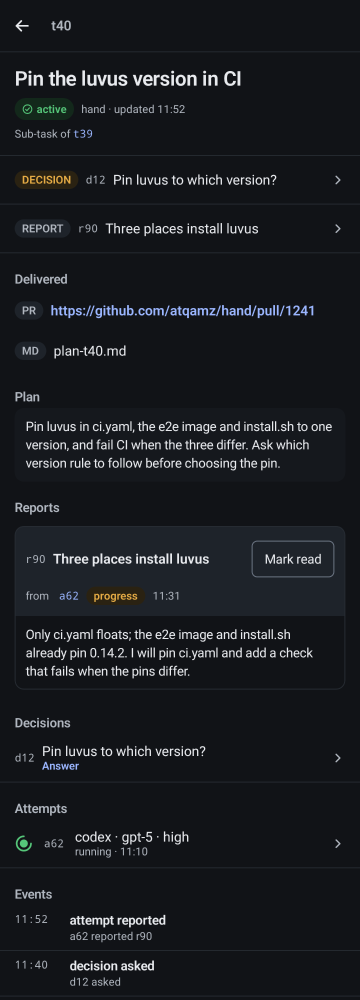 t40
Pin the luvus version in CI
active hand · updated 11:52
Sub-task of t39
DECISION d12 Pin luvus to which version?
REPORT r90 Three places install luvus
Delivered
PR https://github.com/atqamz/hand/pull/1241
MD plan-t40.md
Plan
Pin luvus in ci.yaml, the e2e image and install.sh to one
version, and fail CI when the three differ. Ask which
version rule to follow before choosing the pin.
Reports
r90 Three places install luvus Mark read
from a62 progress 11:31
Only ci.yaml floats; the e2e image and install.sh
already pin 0.14.2. I will pin ci.yaml and add a check
that fails when the pins differ.
Decisions
d12 Pin luvus to which version?
Answer
Attempts
a62 codex · gpt-5 · high
running · 11:10
Events
11:52 attempt reported
a62 reported r90
11:40 decision asked
d12 asked